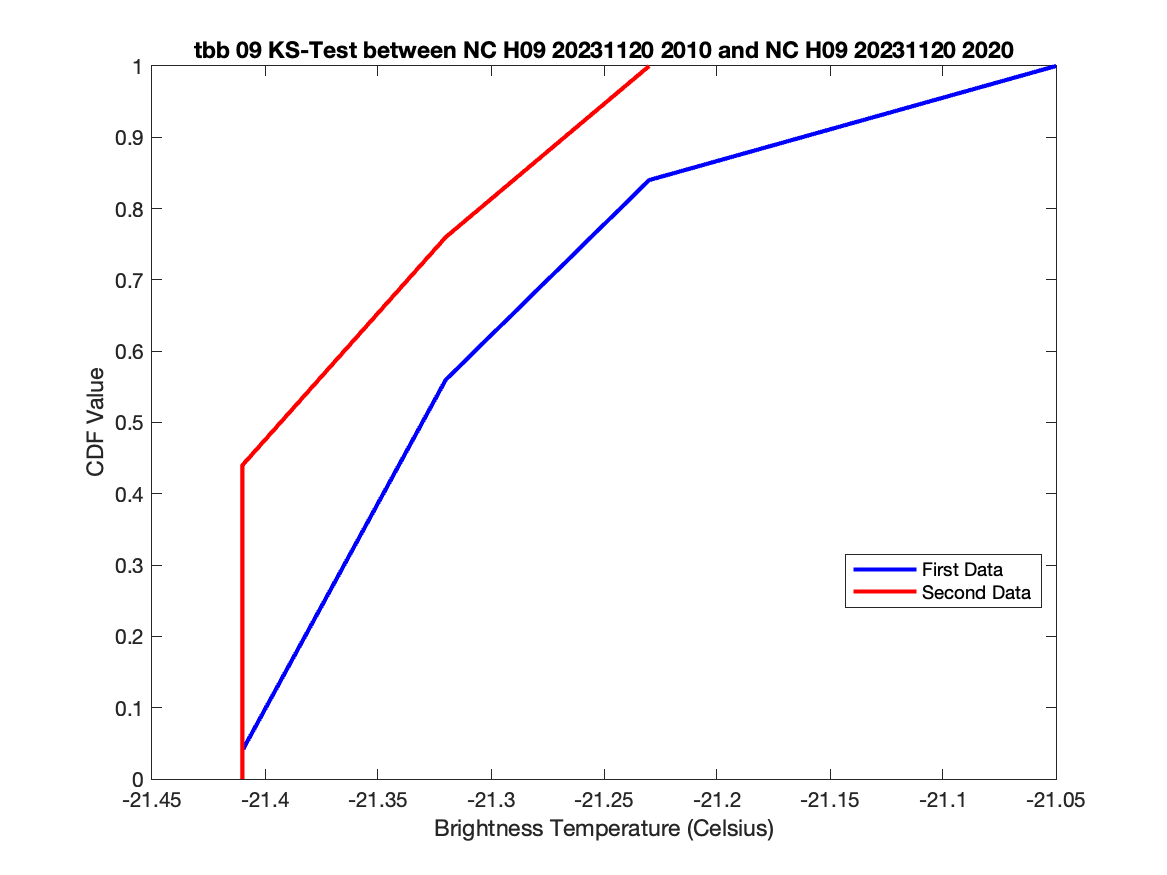 tbb 09 KS-Test between NC H09 20231120 2010 and NC H09 20231120 2020
1
0.9
0.8
0.7
0.6
0.5
0.4
0.3
0.2
0.1
0
CDF Value
First Data
Second Data
-21.45 -21.4 -21.35 -21.3 -21.25 -21.2 -21.15 -21.1 -21.05
Brightness Temperature (Celsius)